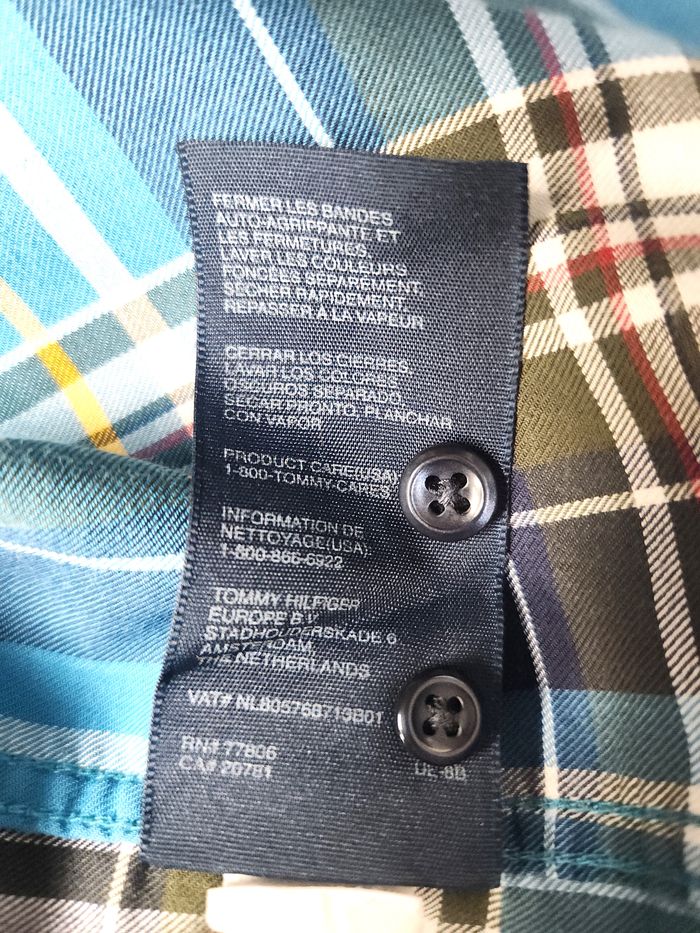 FERMER LES BANDES
AUTO-AGRIPPANTE ET
LES FERMETURES.
LAVER LES COULEURS
FONCÉES SÉPAREMENT.
SÉCHER RAPIDEMENT.
REPASSER À LA VAPEUR
CERRAR LOS CIERRES.
LAVAR LOS COLORES
OSCUROS SEPARADO.
SECAR PRONTO. PLANCHAR
CON VAPOR
PRODUCT CARE(USA)
1-800-TOMMY-CARES
INFORMATION DE
NETTOYAGE(USA):
1-800-866-6922
TOMMY HILFIGER
EUROPE B.V.
STADHOUDERSKADE 6
AMSTERDAM
THE NETHERLANDS
VAT# NL805768713B01
RN# 77806
CA# 20781